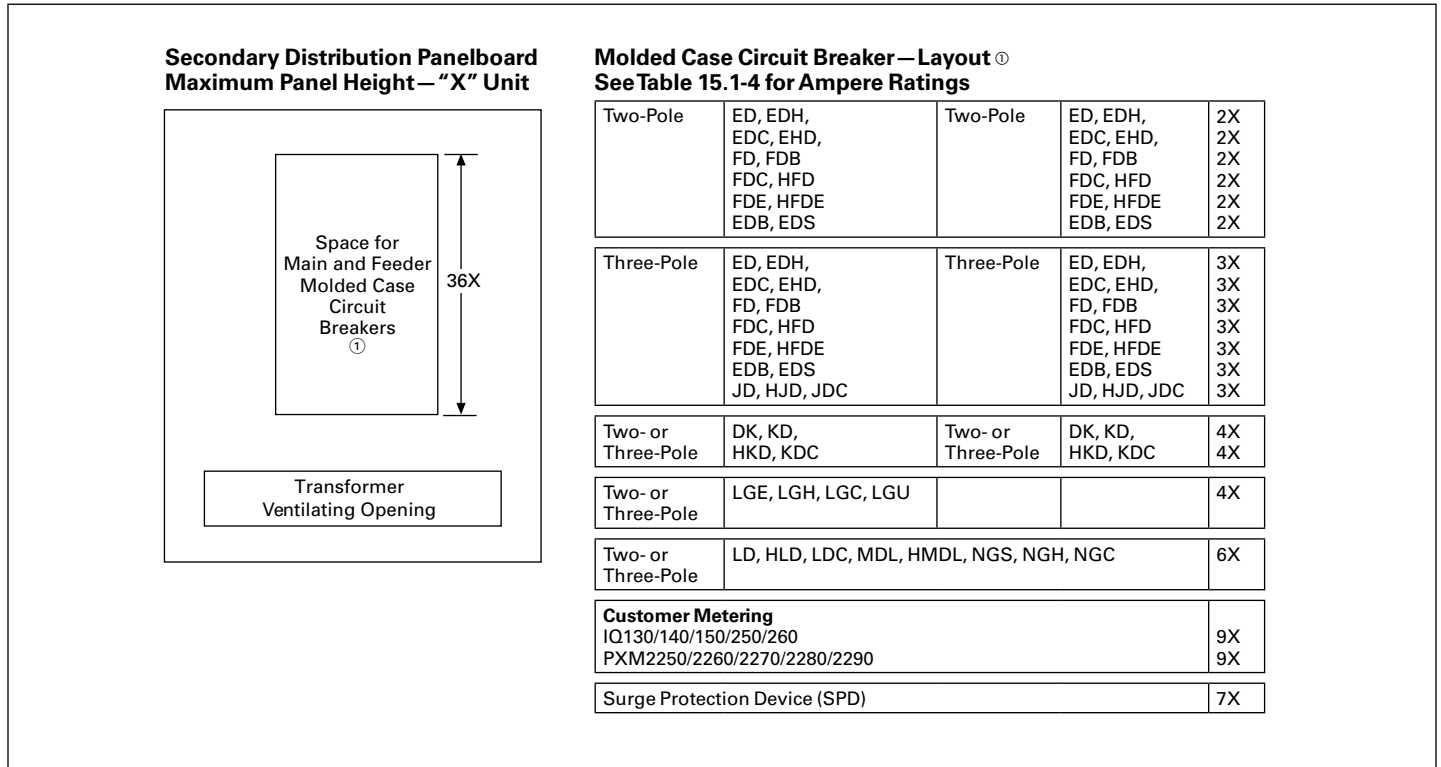 Secondary Distribution Panelboard
Maximum Panel Height—"X" Unit
Space for
Main and Feeder
Molded Case
Circuit
Breakers
①
36X
Transformer
Ventilating Opening
Molded Case Circuit Breaker—Layout ①
See Table 15.1-4 for Ampere Ratings
Two-Pole ED, EDH, Two-Pole ED, EDH, 2X
EDC, EHD, EDC, EHD, 2X
FD, FDB FD, FDB 2X
FDC, HFD FDC, HFD 2X
FDE, HFDE FDE, HFDE 2X
EDB, EDS EDB, EDS 2X
Three-Pole ED, EDH, Three-Pole ED, EDH, 3X
EDC, EHD, EDC, EHD, 3X
FD, FDB FD, FDB 3X
FDC, HFD FDC, HFD 3X
FDE, HFDE FDE, HFDE 3X
EDB, EDS EDB, EDS 3X
JD, HJD, JDC JD, HJD, JDC 3X
Two- or DK, KD, Two- or DK, KD, 4X
Three-Pole HKD, KDC Three-Pole HKD, KDC 4X
Two- or LGE, LGH, LGC, LGU 4X
Three-Pole
Two- or LD, HLD, LDC, MDL, HMDL, NGS, NGH, NGC 6X
Three-Pole
Customer Metering
IQ130/140/150/250/260 9X
PXM2250/2260/2270/2280/2290 9X
Surge Protection Device (SPD) 7X